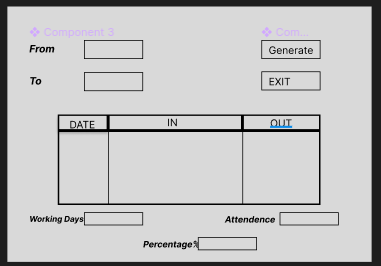 Component 3 Com...
From Generate
To EXIT
DATE IN OUT
Working Days Attendence
Percentage%